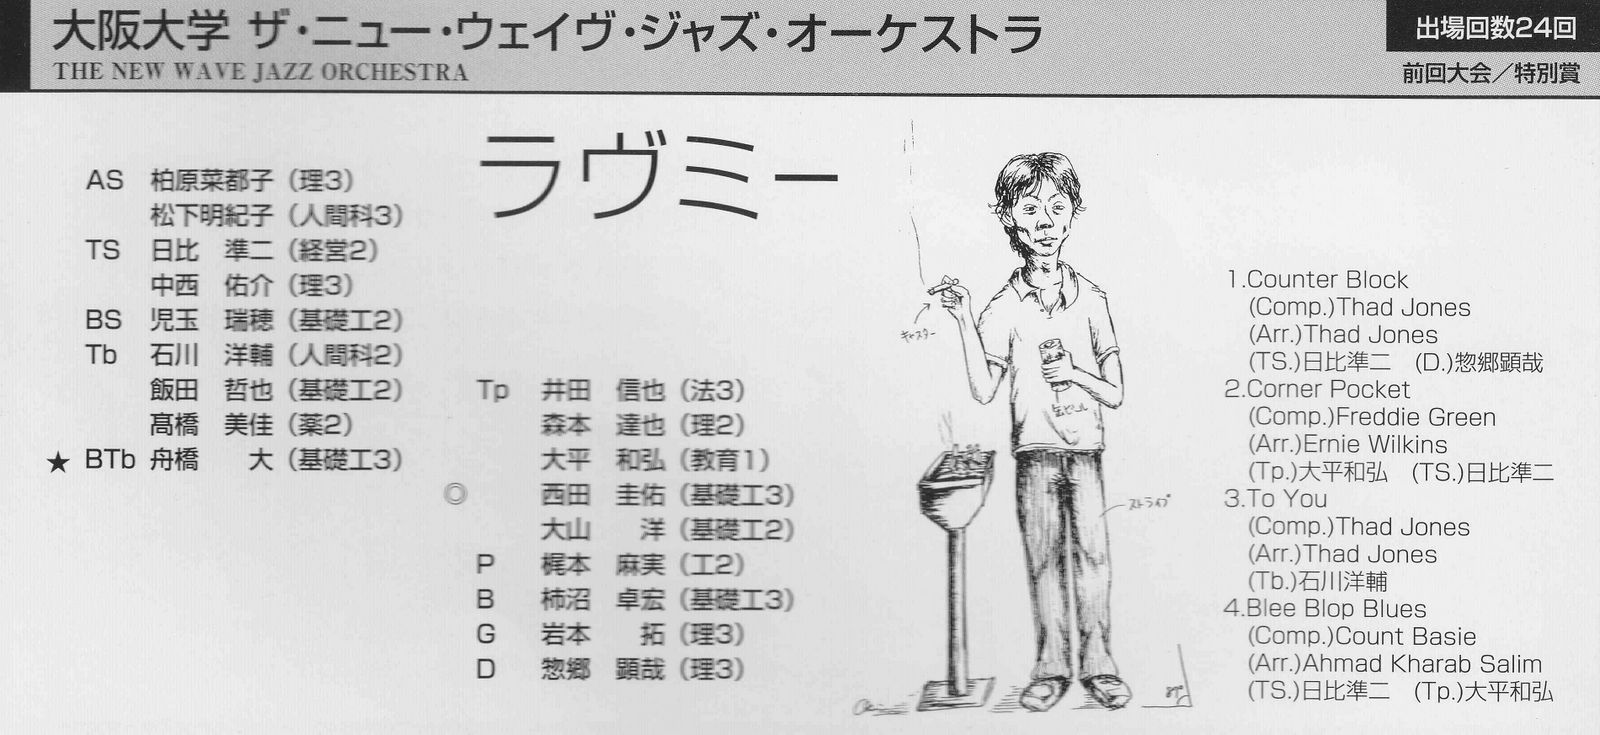 大阪大学 ザ・ニュー・ウェイヴ・ジャズ・オーケストラ
THE NEW WAVE JAZZ ORCHESTRA
出場回数24回
前回大会／特別賞
ラヴミー
AS 柏原菜都子（理3）
松下明紀子（人間科3）
TS 日比 準二（経営2）
中西 佑介（理3）
BS 児玉 瑞穂（基礎工2）
Tb 石川 洋輔（人間科2）
飯田 哲也（基礎工2）
髙橋 美佳（薬2）
★ BTb 舟橋 大（基礎工3）
Tp 井田 信也（法3）
森本 達也（理2）
大平 和弘（教育1）
◎ 西田 圭佑（基礎工3）
大山 洋（基礎工2）
P 梶本 麻実（工2）
B 柿沼 卓宏（基礎工3）
G 岩本 拓（理3）
D 惣郷 顕哉（理3）
キャスター
缶ビール
ストライプ
1.Counter Block
(Comp.)Thad Jones
(Arr.)Thad Jones
(TS.)日比準二 (D.)惣郷顕哉
2.Corner Pocket
(Comp.)Freddie Green
(Arr.)Ernie Wilkins
(Tp.)大平和弘 (TS.)日比準二
3.To You
(Comp.)Thad Jones
(Arr.)Thad Jones
(Tb.)石川洋輔
4.Blee Blop Blues
(Comp.)Count Basie
(Arr.)Ahmad Kharab Salim
(TS.)日比準二 (Tp.)大平和弘